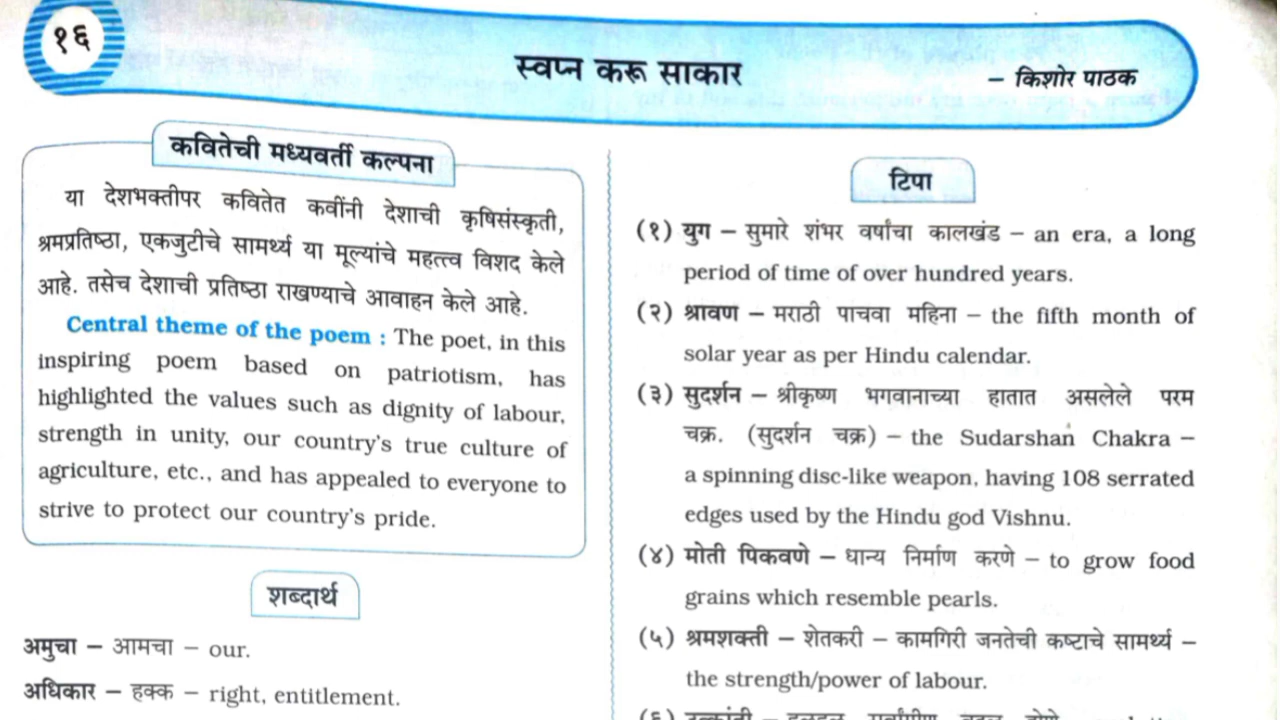 १६
स्वप्न करू साकार
– किशोर पाठक
कवितेची मध्यवर्ती कल्पना
या देशभक्तीपर कवितेत कवींनी देशाची कृषिसंस्कृती,
श्रमप्रतिष्ठा, एकजुटीचे सामर्थ्य या मूल्यांचे महत्त्व विशद केले
आहे. तसेच देशाची प्रतिष्ठा राखण्याचे आवाहन केले आहे.
Central theme of the poem : The poet, in this
inspiring poem based on patriotism, has
highlighted the values such as dignity of labour,
strength in unity, our country's true culture of
agriculture, etc., and has appealed to everyone to
strive to protect our country's pride.
शब्दार्थ
अमुचा – आमचा – our.
अधिकार – हक्क – right, entitlement.
टिपा
(१) युग – सुमारे शंभर वर्षांचा कालखंड – an era, a long
period of time of over hundred years.
(२) श्रावण – मराठी पाचवा महिना – the fifth month of
solar year as per Hindu calendar.
(३) सुदर्शन – श्रीकृष्ण भगवानाच्या हातात असलेले परम
चक्र. (सुदर्शन चक्र) – the Sudarshan Chakra –
a spinning disc-like weapon, having 108 serrated
edges used by the Hindu god Vishnu.
(४) मोती पिकवणे – धान्य निर्माण करणे – to grow food
grains which resemble pearls.
(५) श्रमशक्ती – शेतकरी – कामगिरी जनतेची कष्टाचे सामर्थ्य –
the strength/power of labour.